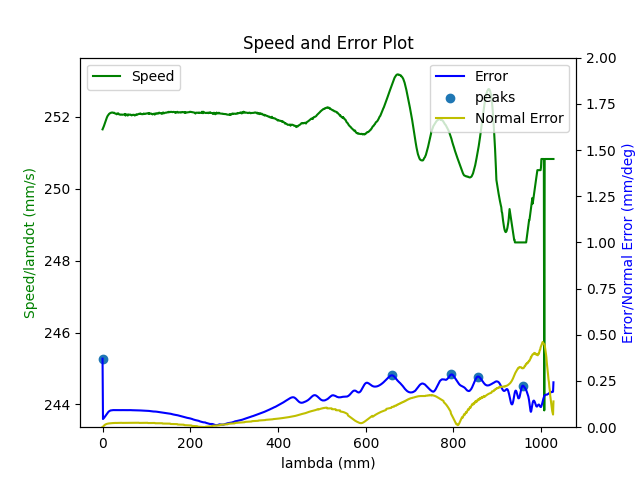 Speed and Error Plot
Speed
Error
peaks
Normal Error
Speed/lamdot (mm/s)
252
250
248
246
244
2.00
1.75
1.50
1.25
1.00
0.75
0.50
0.25
0.00
Error/Normal Error (mm/deg)
0 200 400 600 800 1000
lambda (mm)